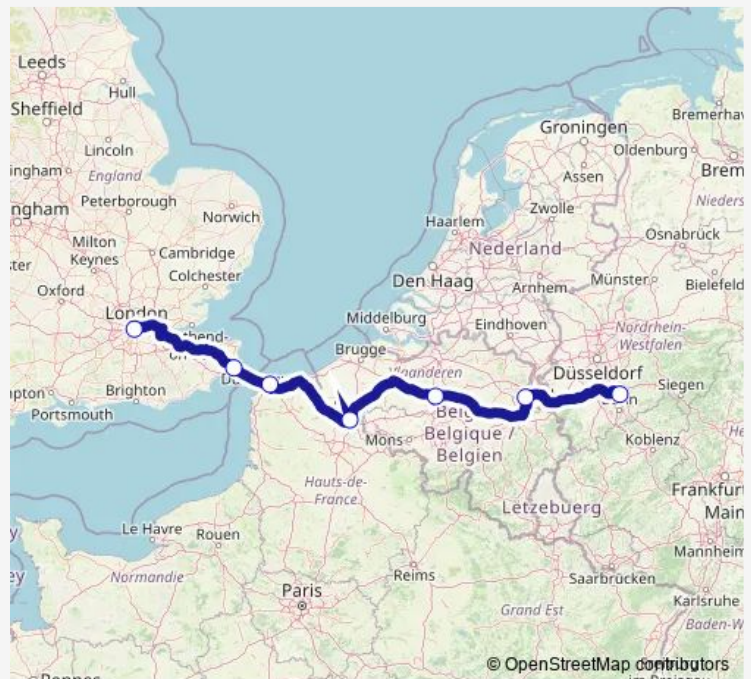 Leeds
Hull
Sheffield
Lincoln
England
Peterborough
Norwich
Milton
Keynes
Cambridge
Colchester
Oxford
London
Brighton
Portsmouth
Groningen
Bremerhav
Oldenburg
Brem
Assen
Zwolle
Nieders
Haarlem
Nederland
Osnabrück
Den Haag
Arnhem
Münster
Bielefeld
Middelburg
Eindhoven
Nordrhein-
Westfalen
Brugge
Vlaanderen
Düsseldorf
Siegen
Mons
Belgique /
Belgien
Koblenz
Hauts-de-
France
Letzebuerg
Frankfurt
Main
Le Havre
Rouen
Normandie
Reims
Mannheim
Saarbrücken
Paris
Grand Est
Karlsruhe
Baden-W
© OpenStreetMap contributors